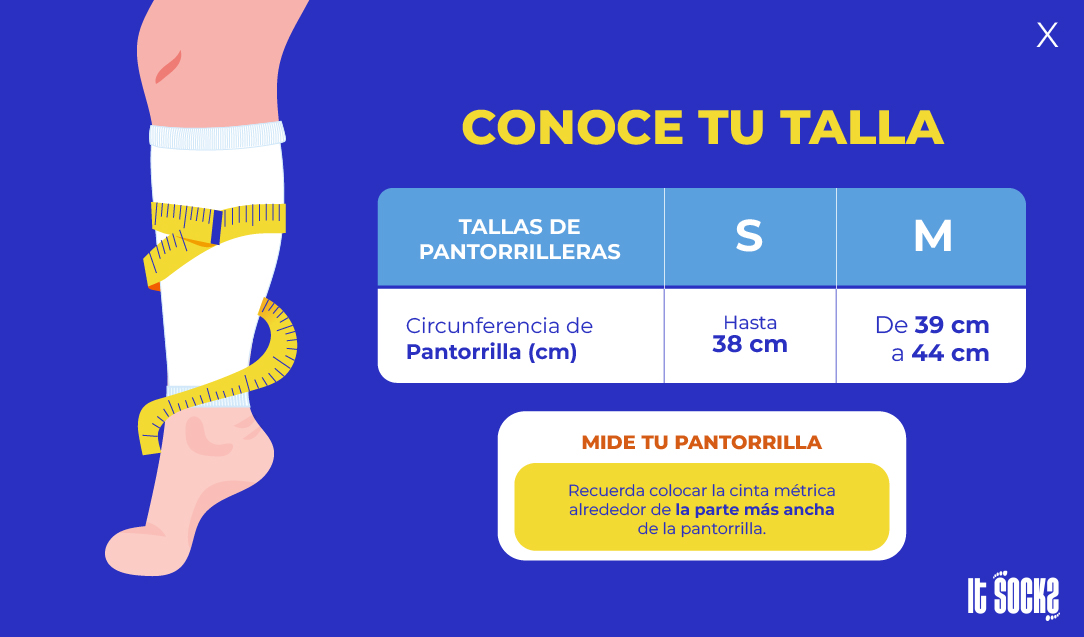 X
CONOCE TU TALLA
TALLAS DE
PANTORRILLERAS
S
M
Circunferencia de
Pantorrilla (cm)
Hasta
38 cm
De 39 cm
a 44 cm
MIDE TU PANTORRILLA
Recuerda colocar la cinta métrica
alrededor de la parte más ancha
de la pantorrilla.
It SOCKS